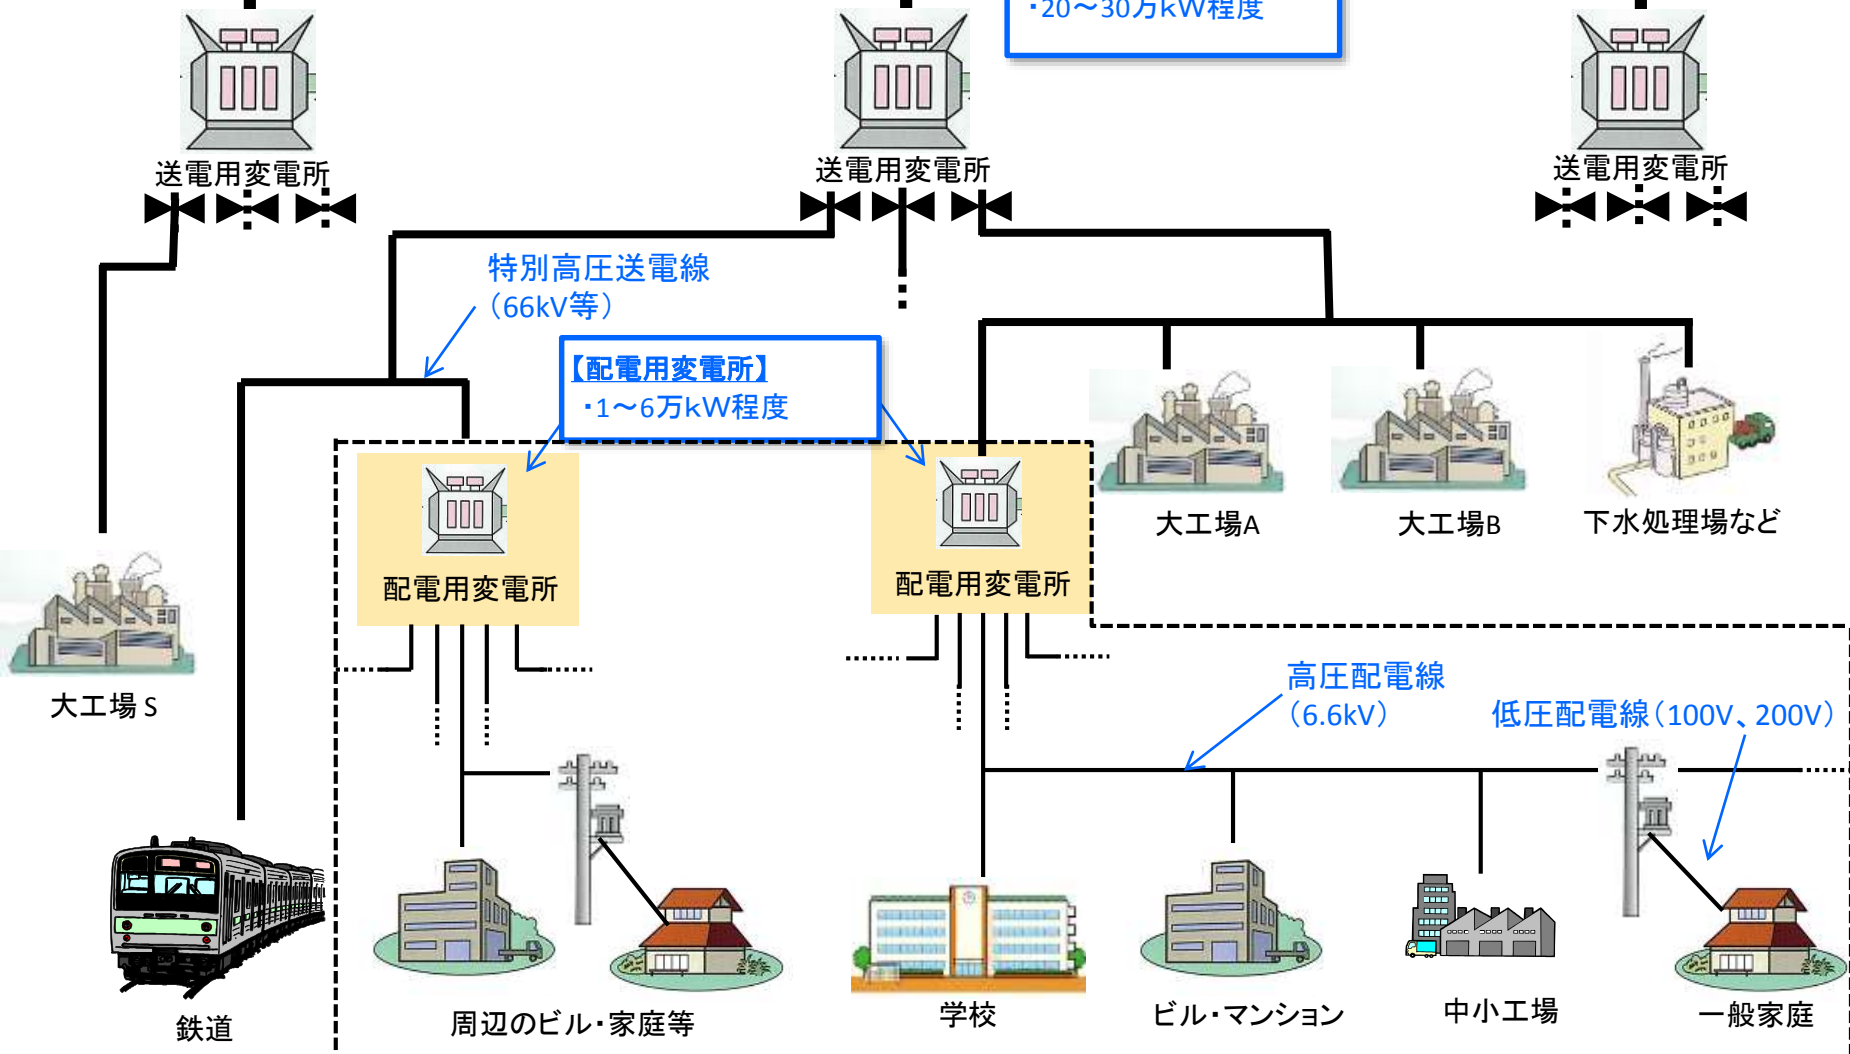 ・20～30万kW程度
送電用変電所
送電用変電所
送電用変電所
特別高圧送電線
（66kV等）
【配電用変電所】
・1～6万kW程度
大工場A
大工場B
下水処理場など
配電用変電所
配電用変電所
大工場S
高圧配電線
（6.6kV）
低圧配電線（100V、200V）
鉄道
周辺のビル・家庭等
学校
ビル・マンション
中小工場
一般家庭